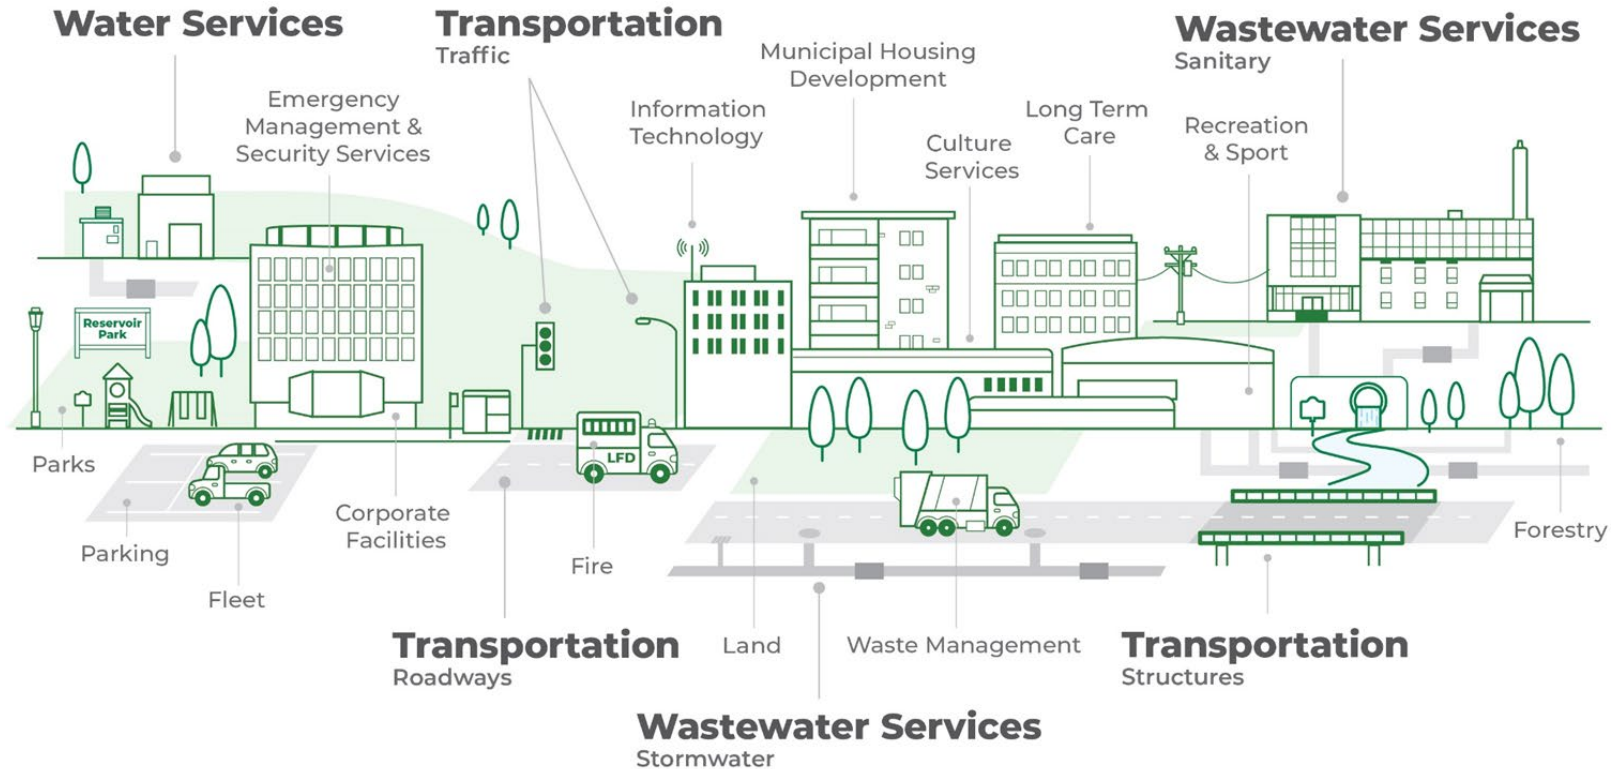 Water Services
Transportation
Traffic
Wastewater Services
Sanitary
Municipal Housing
Development
Emergency
Management &
Security Services
Information
Technology
Long Term
Care
Culture
Services
Recreation
& Sport
Reservoir
Park
LFD
Parks
Parking
Fleet
Corporate
Facilities
Fire
Forestry
Transportation
Roadways
Land
Waste Management
Transportation
Structures
Wastewater Services
Stormwater